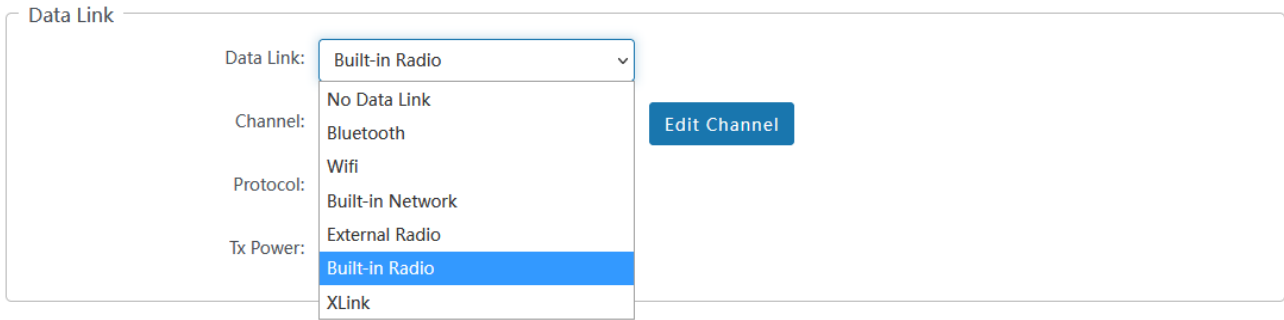 Data Link
Data Link: Built-in Radio
No Data Link
Channel: Edit Channel
Bluetooth
Wifi
Protocol:
Built-in Network
External Radio
Tx Power:
Built-in Radio
XLink